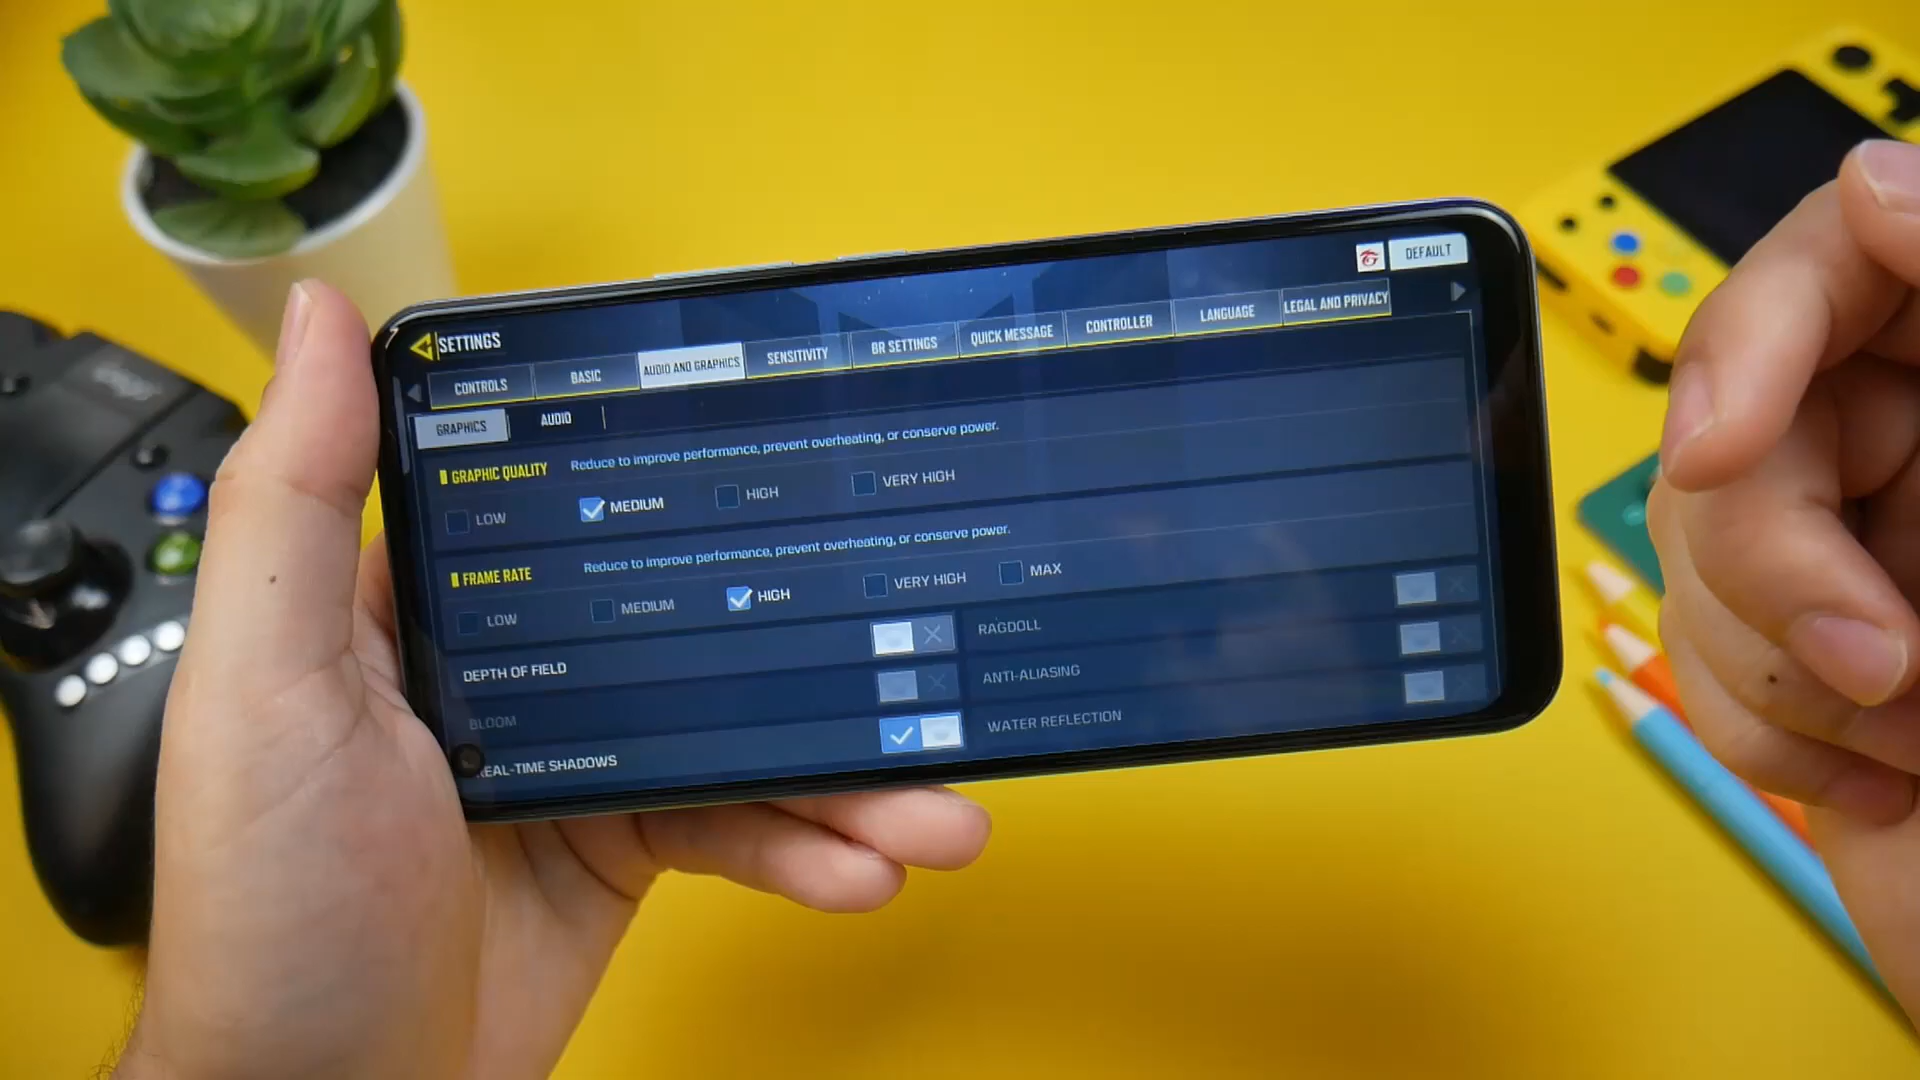 DEFAULT
SETTINGS
CONTROLS
BASIC
AUDIO AND GRAPHICS
SENSITIVITY
BR SETTINGS
QUICK MESSAGE
CONTROLLER
LANGUAGE
LEGAL AND PRIVACY
GRAPHICS
AUDIO
GRAPHIC QUALITY
Reduce to improve performance, prevent overheating, or conserve power.
LOW
MEDIUM
HIGH
VERY HIGH
FRAME RATE
Reduce to improve performance, prevent overheating, or conserve power.
LOW
MEDIUM
HIGH
VERY HIGH
MAX
DEPTH OF FIELD
RAGDOLL
BLOOM
ANTI-ALIASING
REAL-TIME SHADOWS
WATER REFLECTION